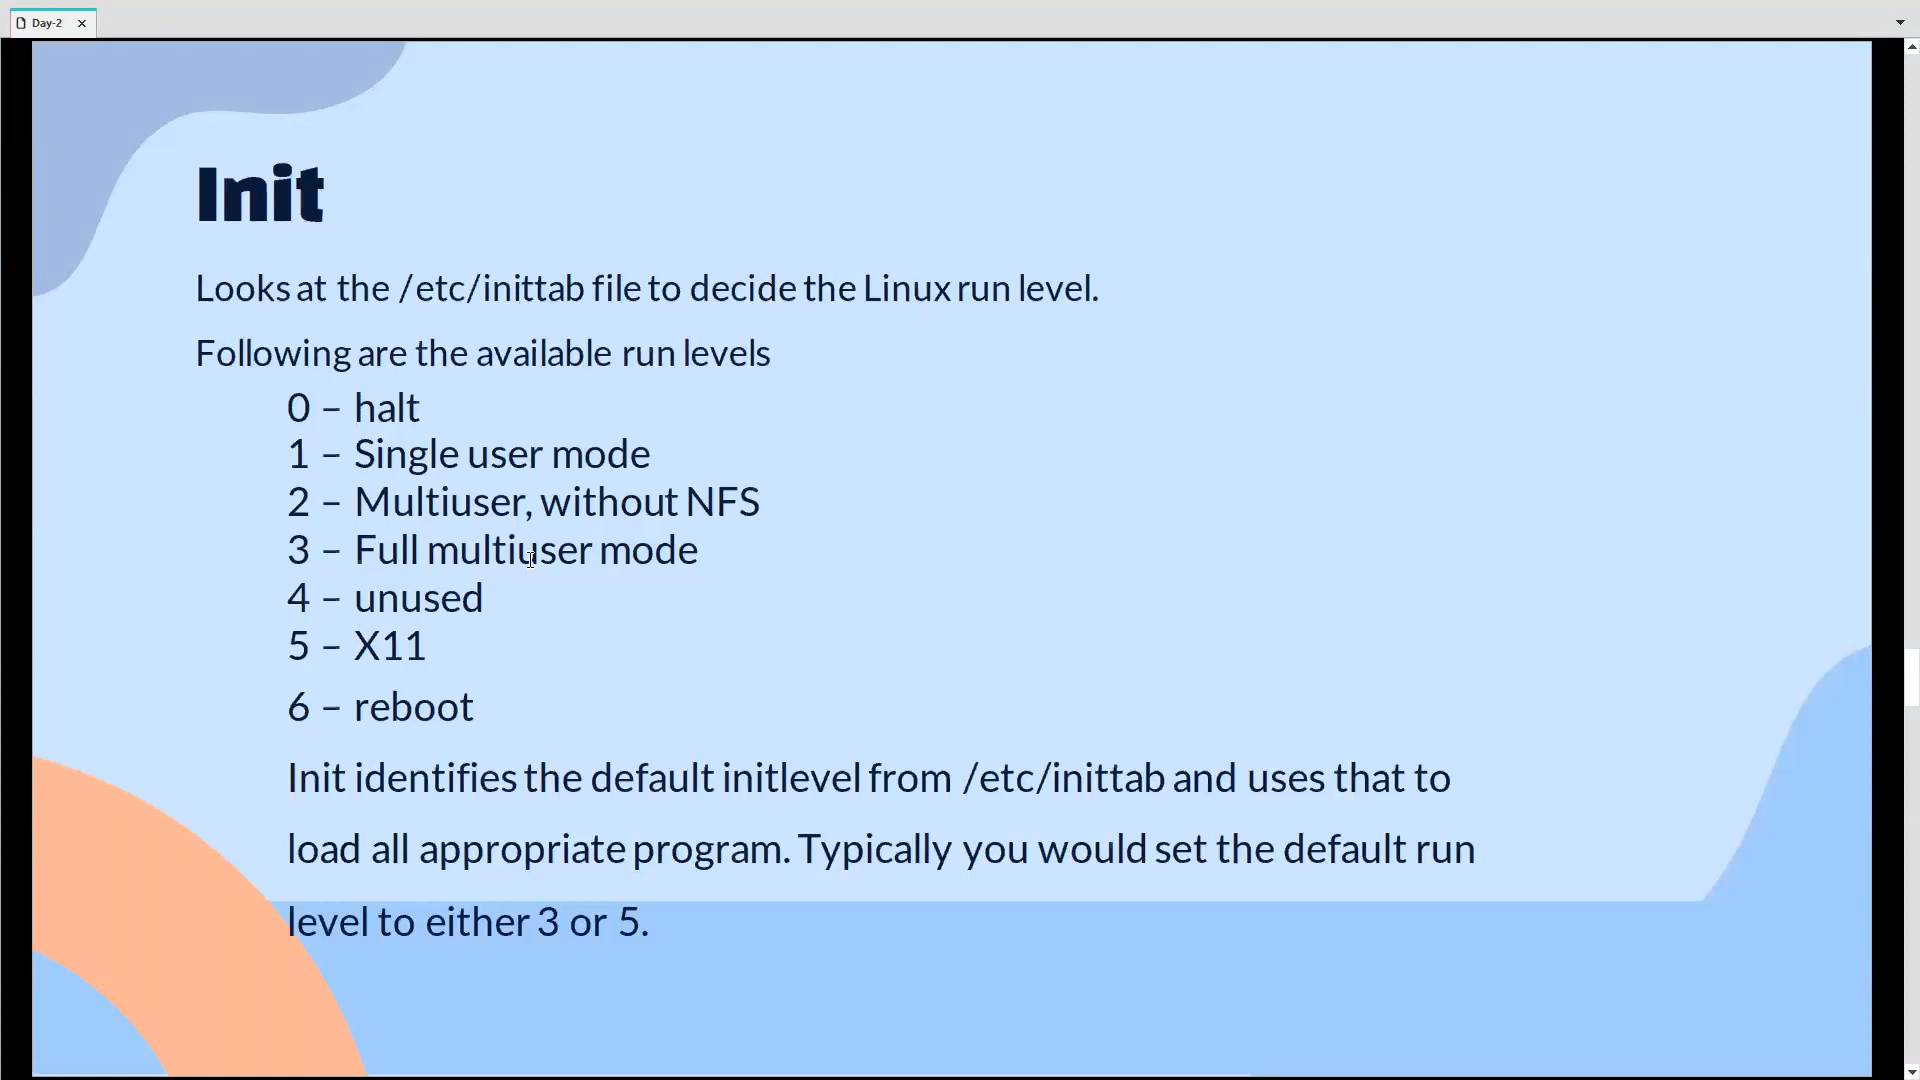 Day-2
Init
Looks at the /etc/inittab file to decide the Linux run level.
Following are the available run levels
0 – halt
1 – Single user mode
2 – Multiuser, without NFS
3 – Full multiuser mode
4 – unused
5 – X11
6 – reboot
Init identifies the default initlevel from /etc/inittab and uses that to
load all appropriate program. Typically you would set the default run
level to either 3 or 5.